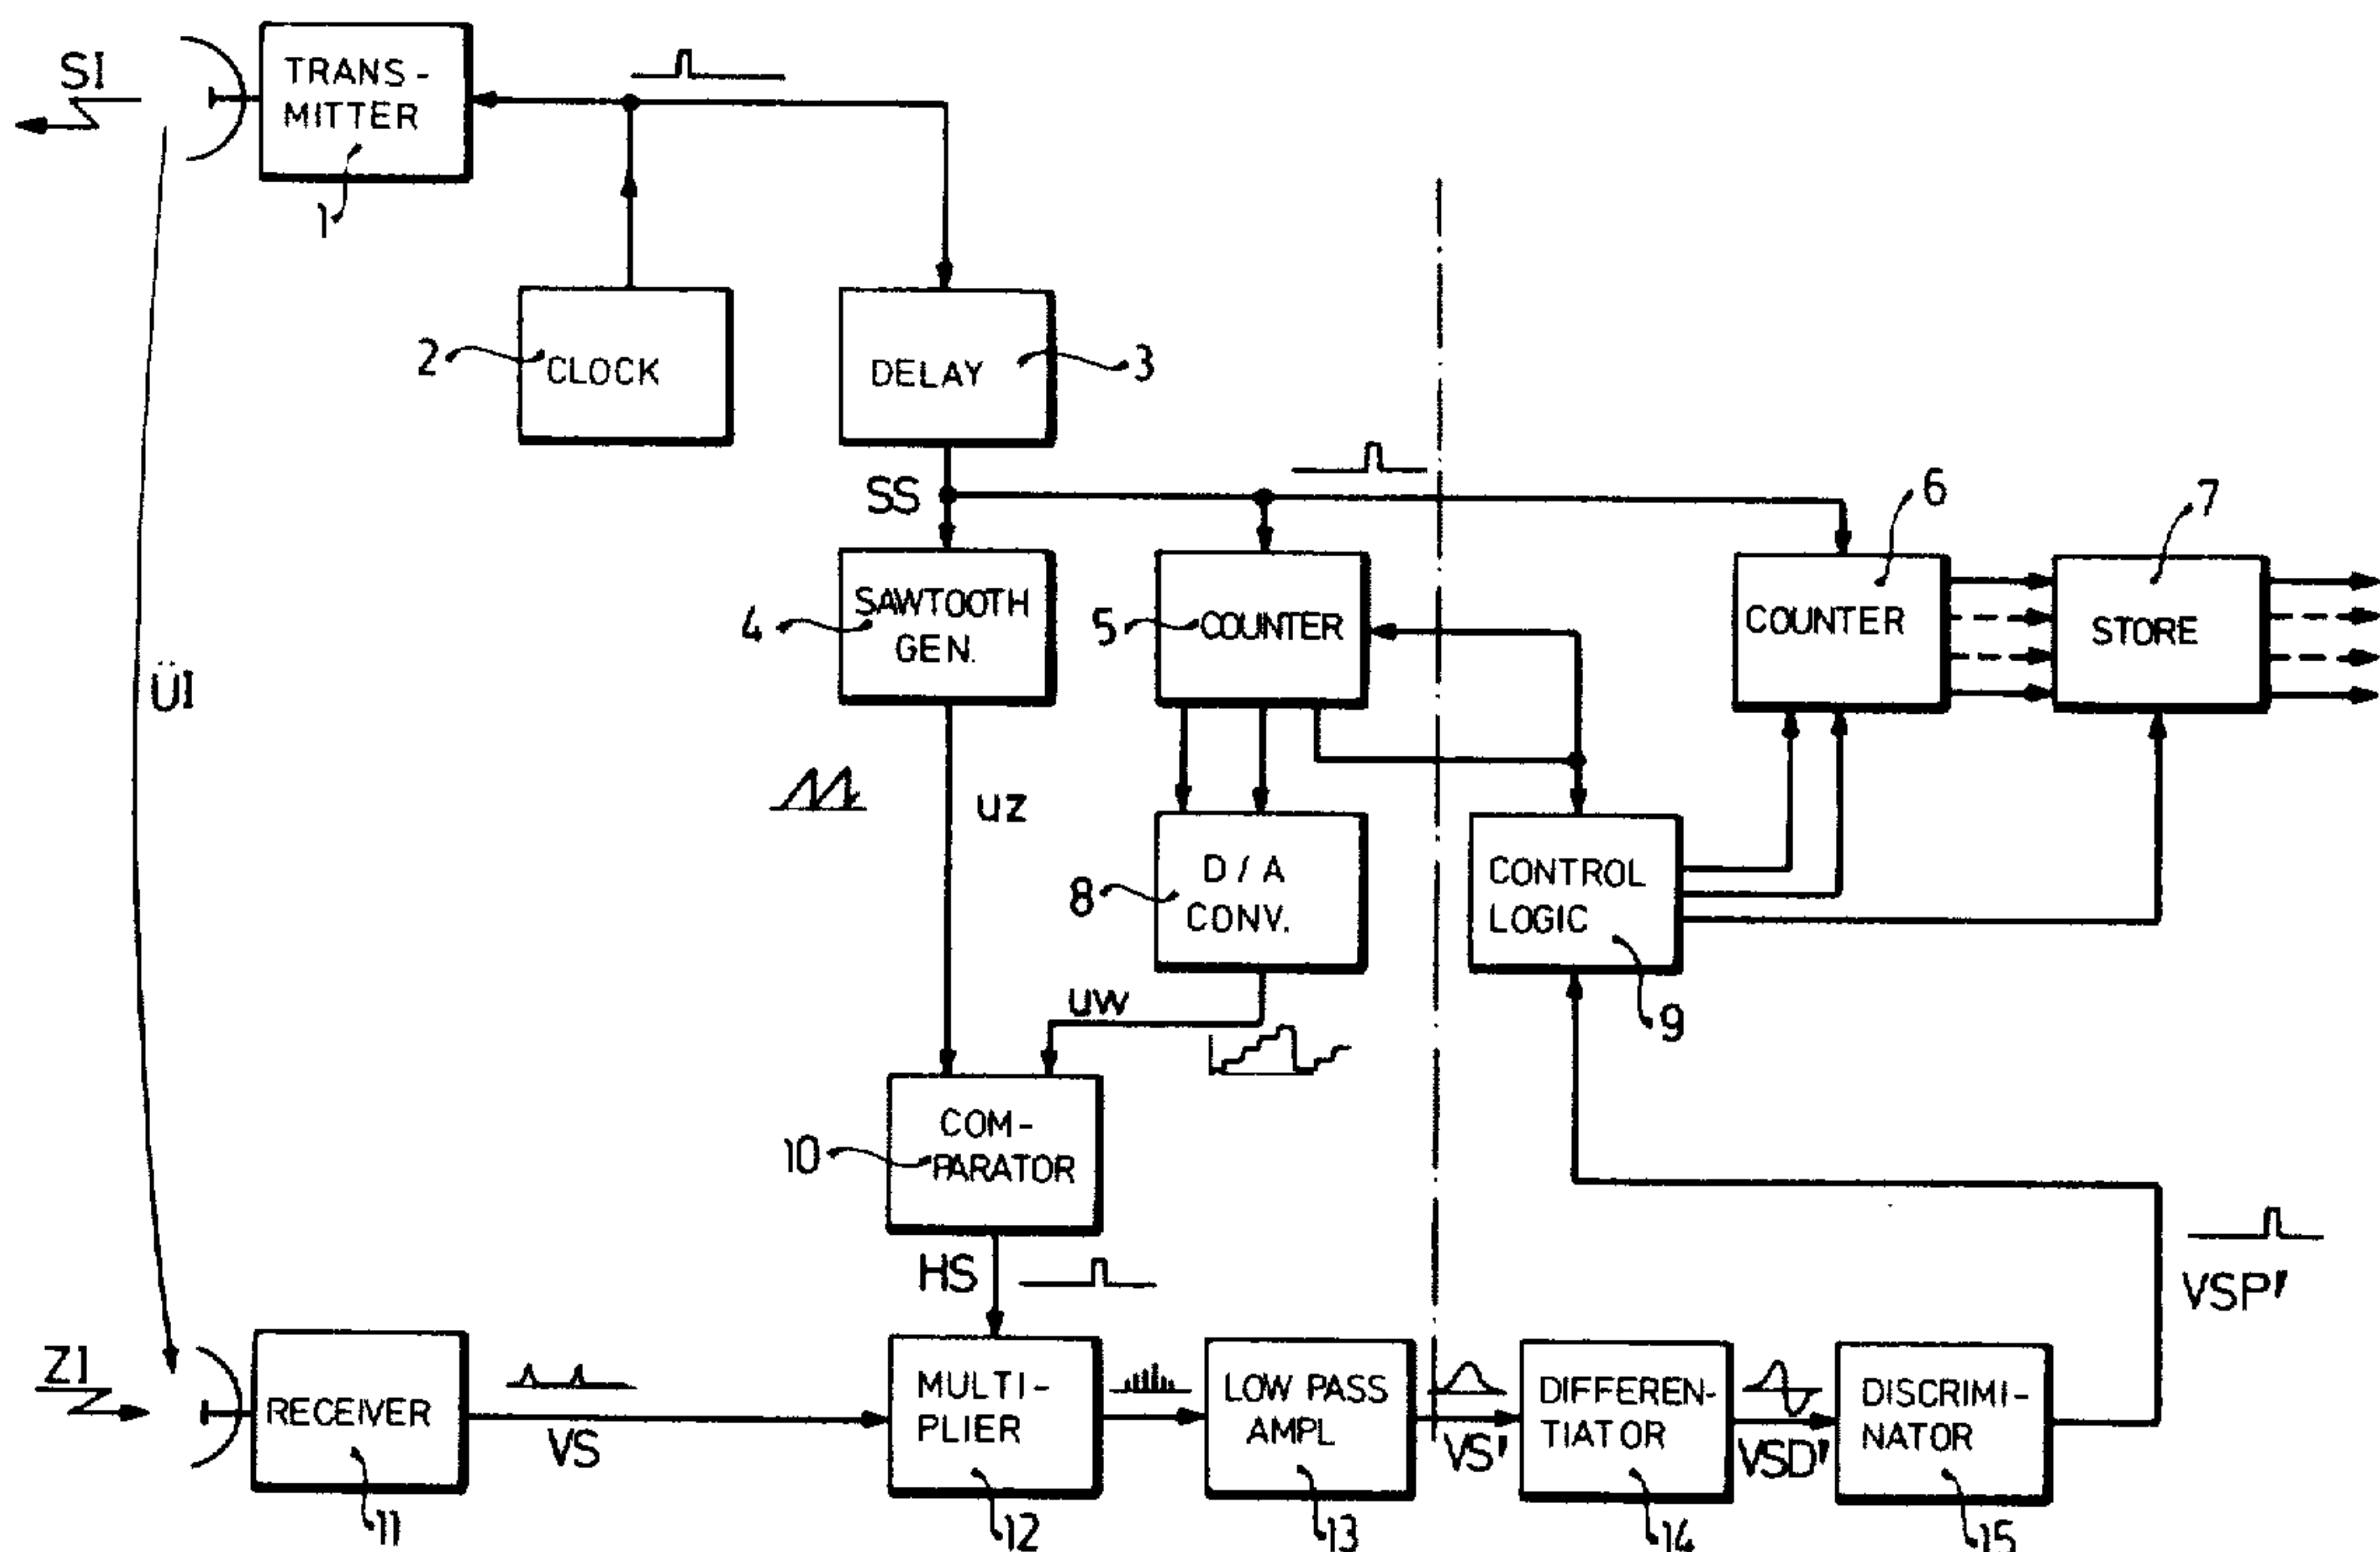 SI
TRANS-
MITTER
1
2
CLOCK
DELAY
3
SS
6
7
4
SAWTOOTH
GEN.
5
COUNTER
COUNTER
STORE
ÜI
uz
8
D / A
CONV.
CONTROL
LOGIC
9
uw
10
COM-
PARATOR
HS
VSP'
ZI
RECEIVER
11
VS
MULTI-
PLIER
12
LOW PASS
AMPL
13
VS'
DIFFEREN-
TIATOR
14
VSD'
DISCRIMI-
NATOR
15